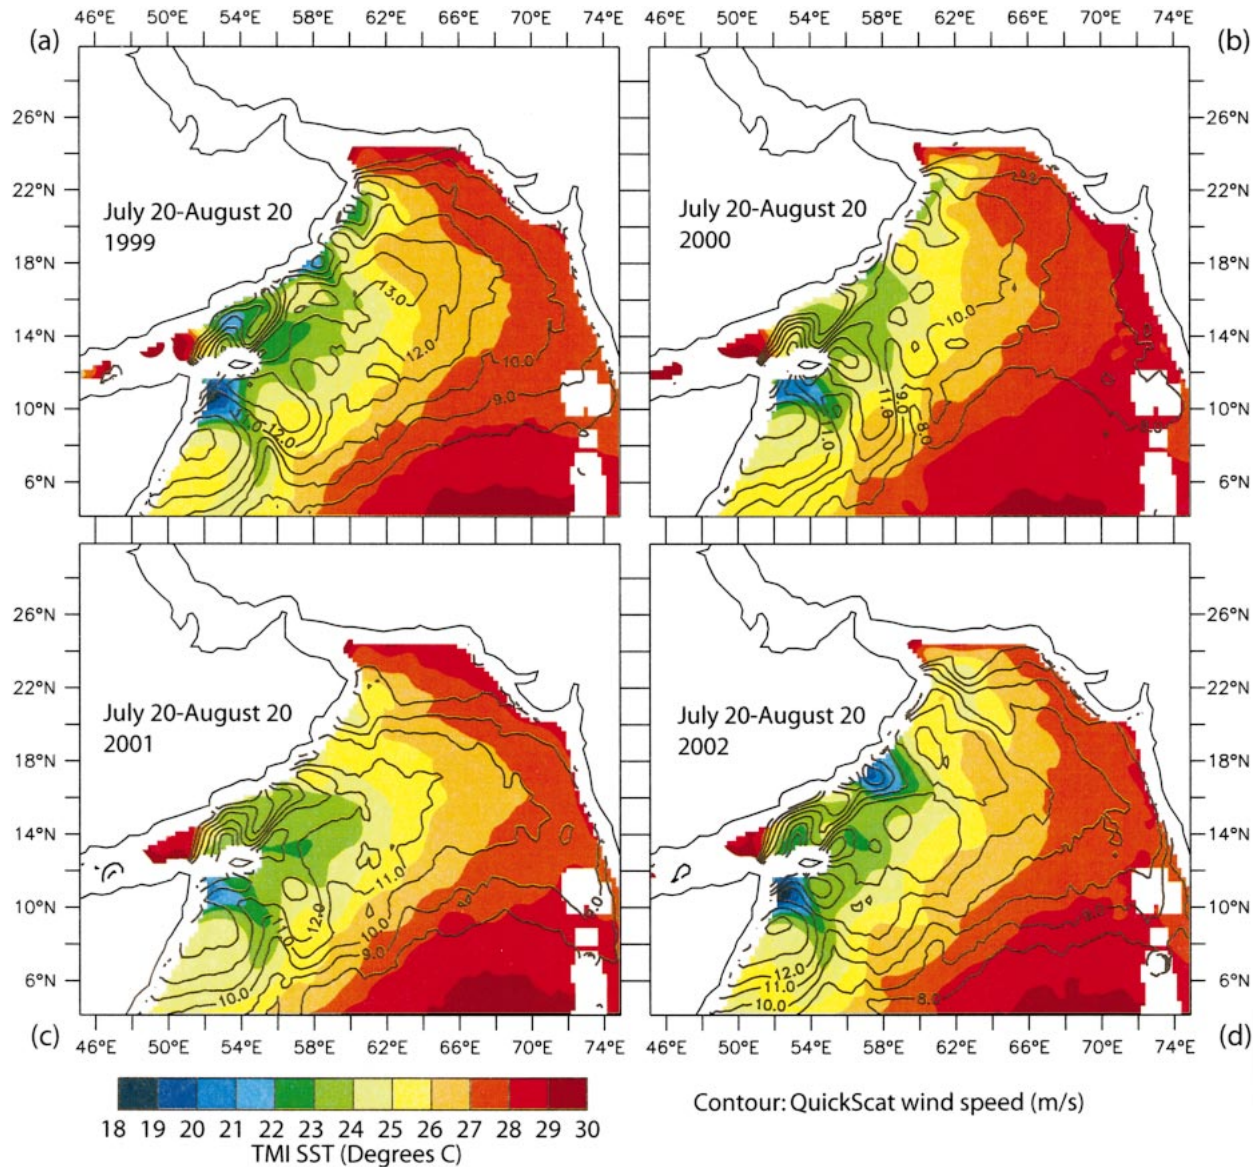 46°E 50°E 54°E 58°E 62°E 66°E 70°E 74°E 46°E 50°E 54°E 58°E 62°E 66°E 70°E 74°E
(a) (b)
26°N 26°N
22°N 22°N
July 20-August 20 July 20-August 20
1999 2000
18°N 18°N
13.0
14°N 14°N
12.0 10.0
10.0
10°N 9.0 10°N
12.0 11.0 9.0
11.0 8.0
6°N 6°N
26°N 26°N
22°N 22°N
July 20-August 20 July 20-August 20
2001 2002
18°N 18°N
14°N 14°N
11.0
10°N 12.0 10°N
10.0
9.0
12.0
6°N 11.0 6°N
10.0 10.0 8.0
(c) (d)
46°E 50°E 54°E 58°E 62°E 66°E 70°E 74°E 46°E 50°E 54°E 58°E 62°E 66°E 70°E 74°E
18 19 20 21 22 23 24 25 26 27 28 29 30
TMI SST (Degrees C)
Contour: QuickScat wind speed (m/s)